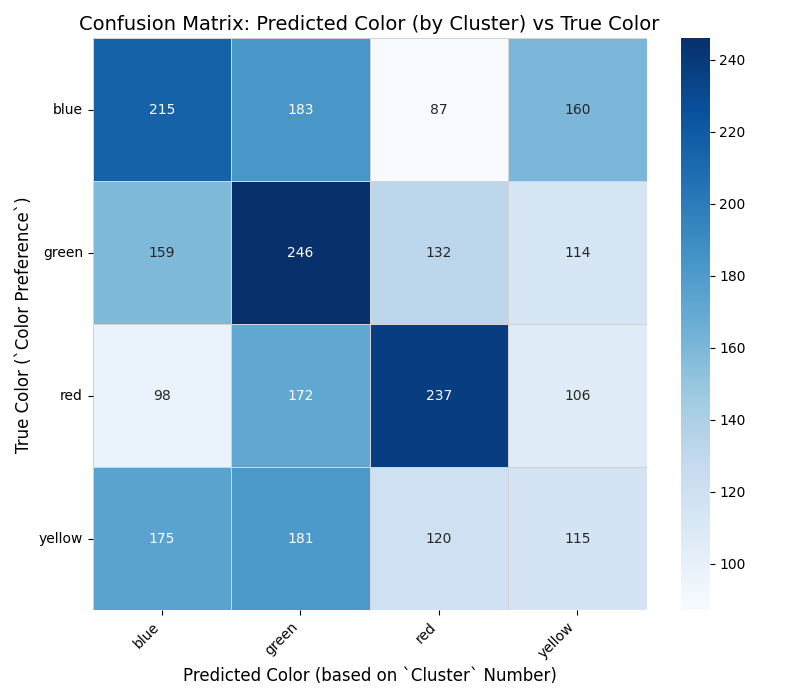 Confusion Matrix: Predicted Color (by Cluster) vs True Color
True Color (`Color Preference`)
blue 215 183 87 160
green 159 246 132 114
red 98 172 237 106
yellow 175 181 120 115
blue green red yellow
Predicted Color (based on `Cluster` Number)
240
220
200
180
160
140
120
100